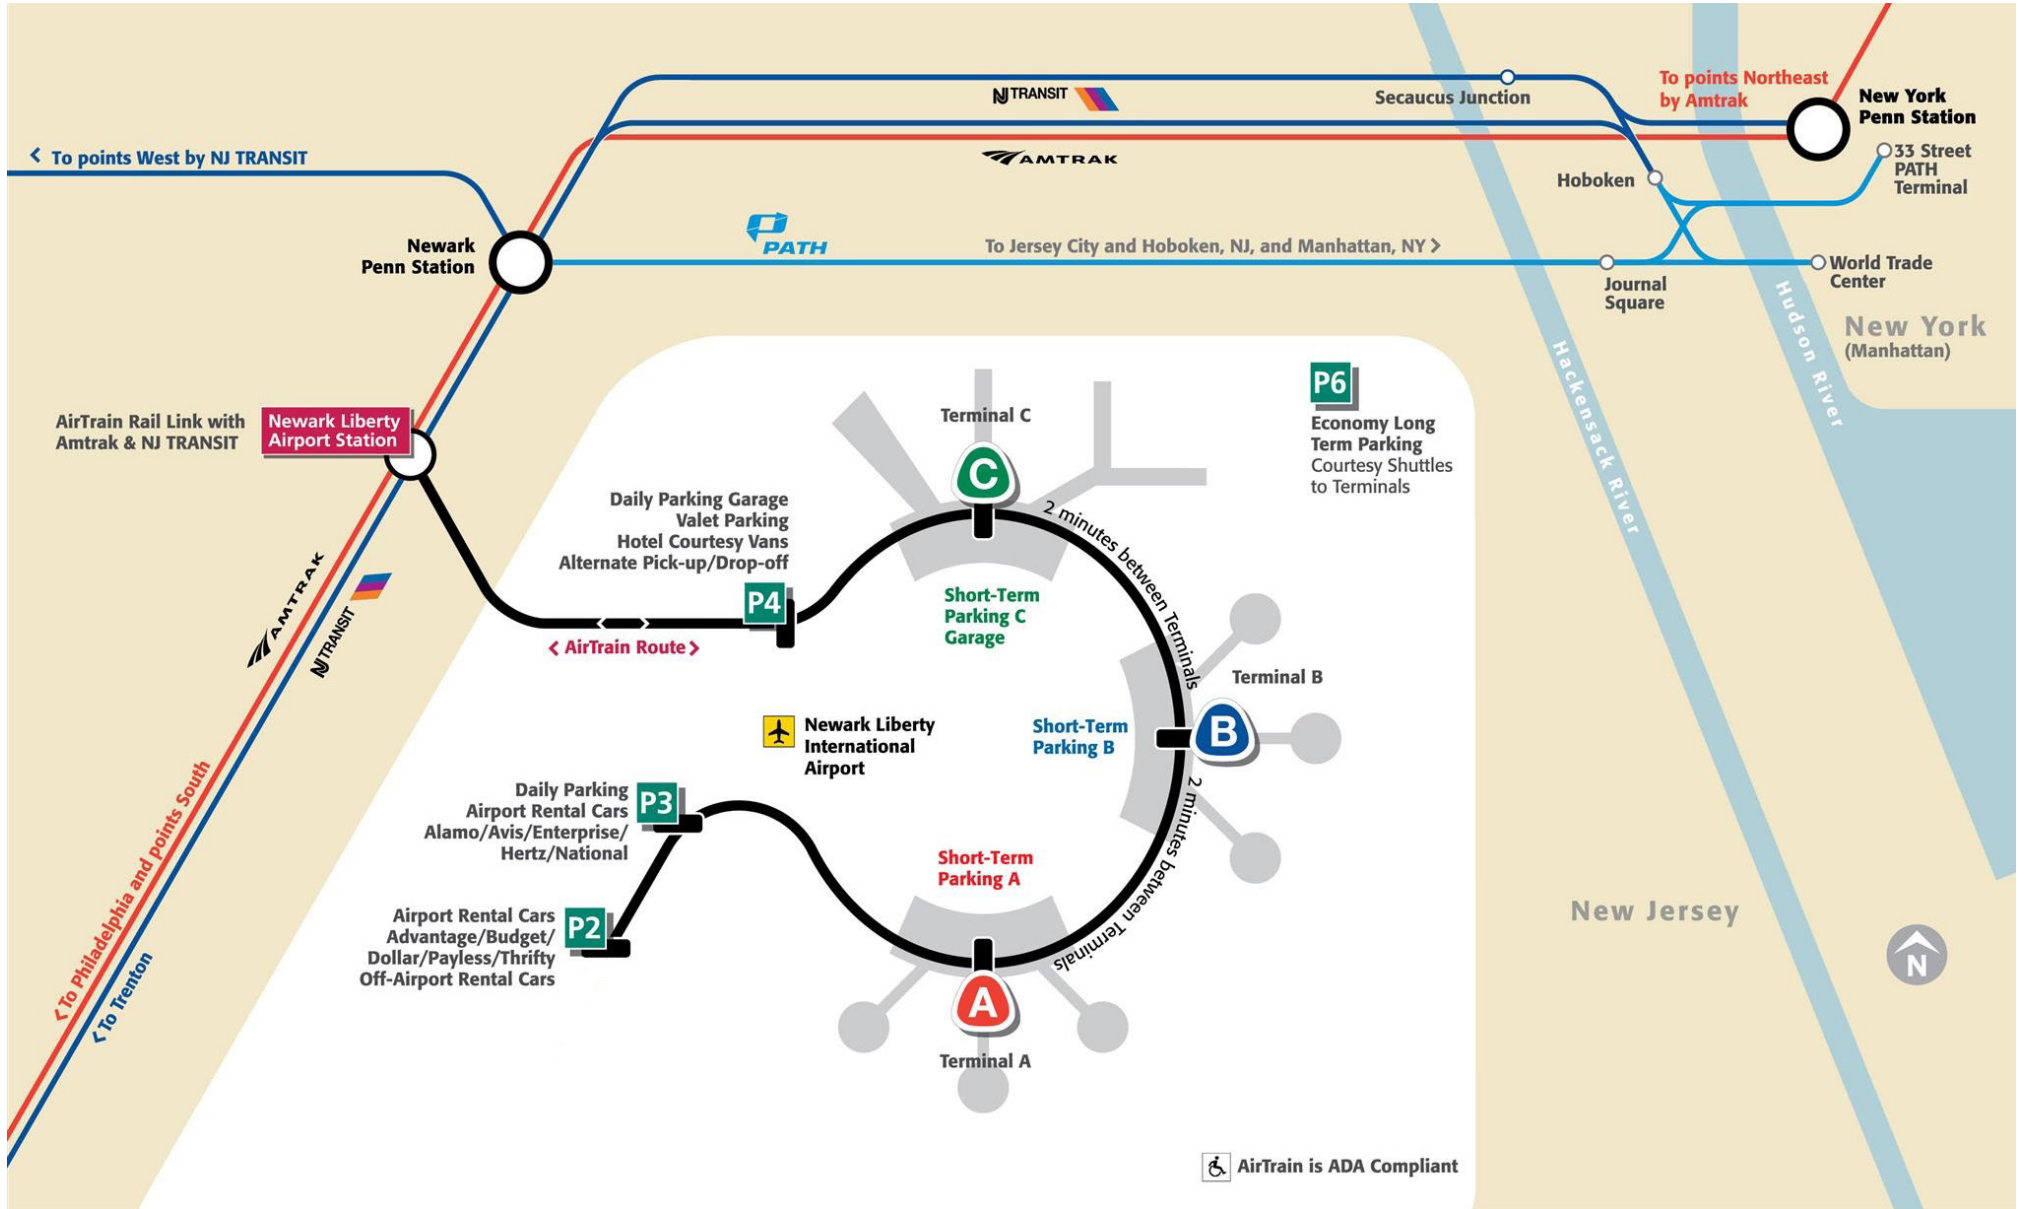 To points Northeast
by Amtrak
New York
Penn Station
NJ TRANSIT
Secaucus Junction
AMTRAK
< To points West by NJ TRANSIT
33 Street
PATH
Terminal
Hoboken
Newark
Penn Station
PATH
To Jersey City and Hoboken, NJ, and Manhattan, NY >
Journal
Square
World Trade
Center
Hudson River
New York
(Manhattan)
Hackensack River
AirTrain Rail Link with
Amtrak & NJ TRANSIT
Newark Liberty
Airport Station
Terminal C
C
P6
Economy Long
Term Parking
Courtesy Shuttles
to Terminals
Daily Parking Garage
Valet Parking
Hotel Courtesy Vans
Alternate Pick-up/Drop-off
P4
< AirTrain Route >
2 minutes between Terminals
Short-Term
Parking C
Garage
AMTRAK
NJ TRANSIT
Terminal B
B
Short-Term
Parking B
Newark Liberty
International
Airport
2 minutes between Terminals
Daily Parking
Airport Rental Cars
Alamo/Avis/Enterprise/
Hertz/National
P3
Short-Term
Parking A
Airport Rental Cars
Advantage/Budget/
Dollar/Payless/Thrifty
Off-Airport Rental Cars
P2
A
Terminal A
< To Philadelphia and points South
< To Trenton
New Jersey
N
AirTrain is ADA Compliant